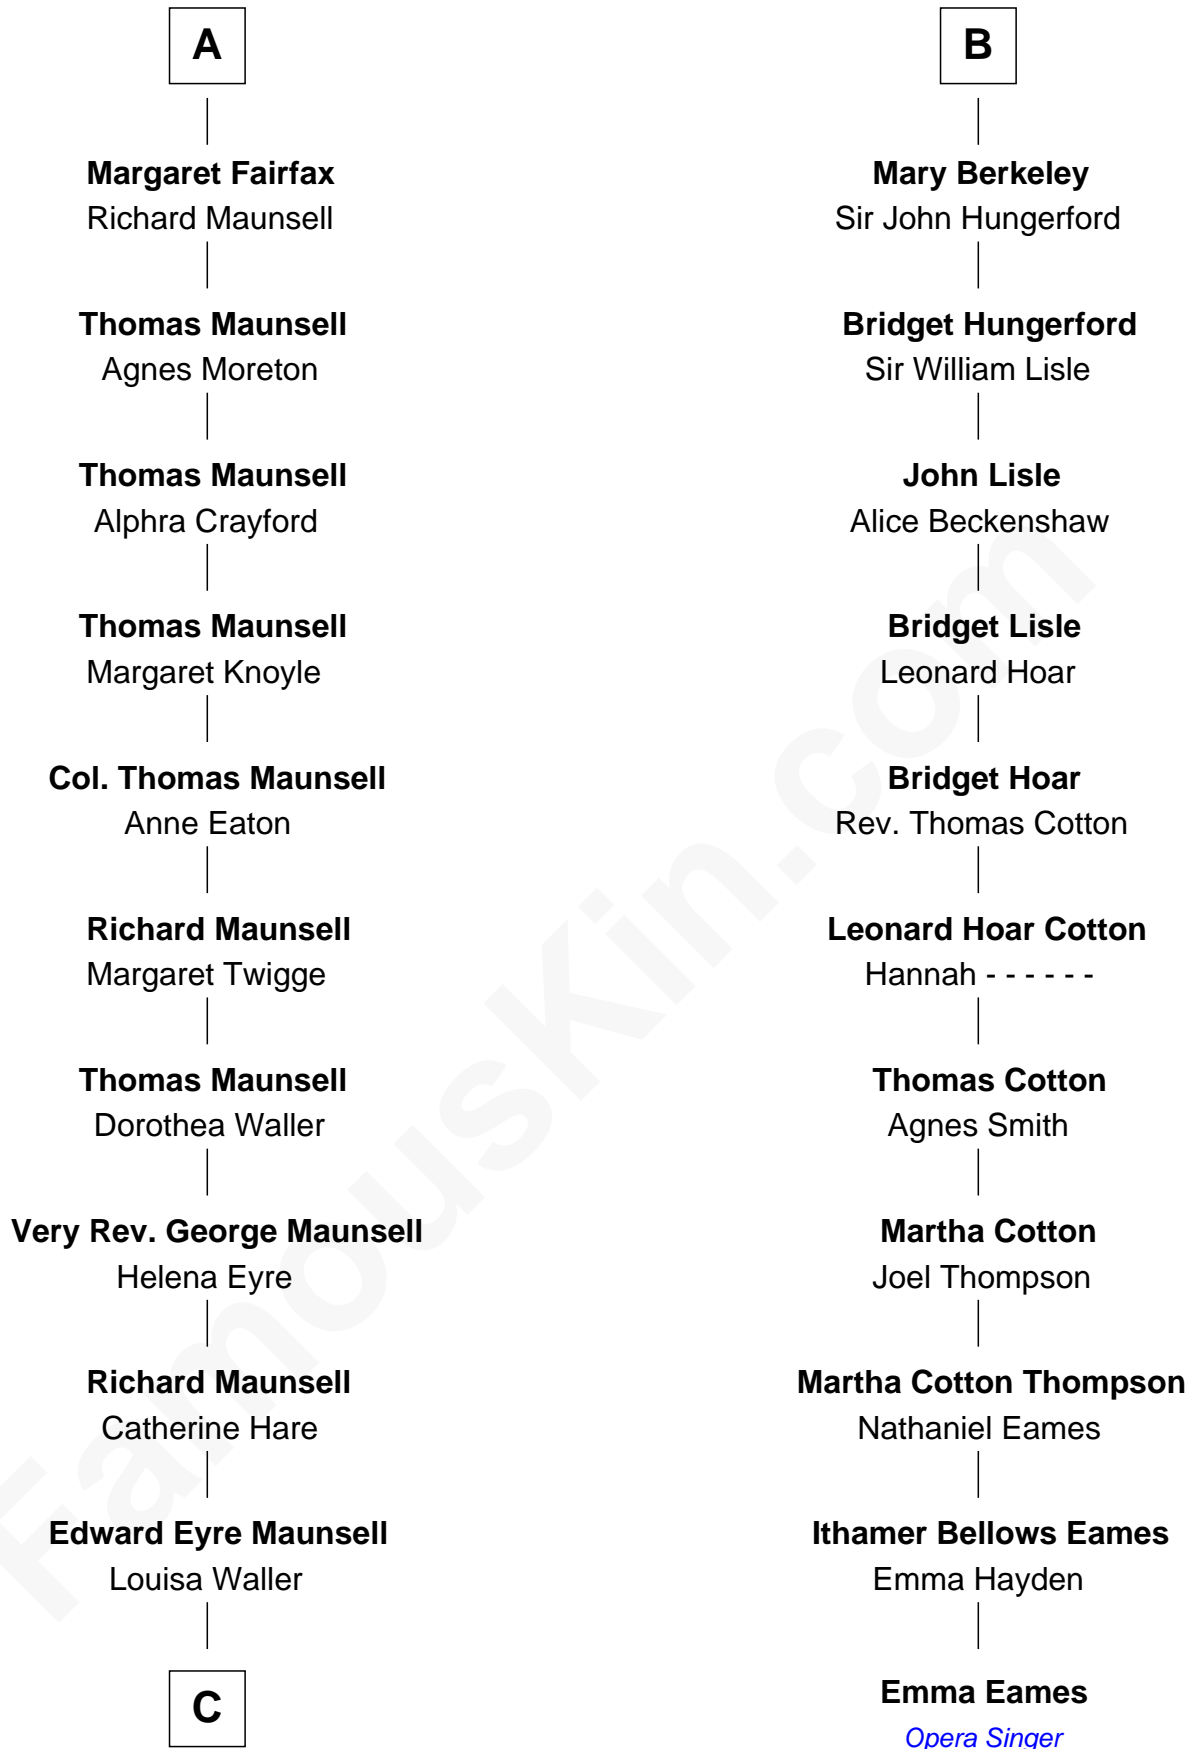 A
Margaret Fairfax
Richard Maunsell
Thomas Maunsell
Agnes Moreton
Thomas Maunsell
Alphra Crayford
Thomas Maunsell
Margaret Knoyle
Col. Thomas Maunsell
Anne Eaton
Richard Maunsell
Margaret Twigge
Thomas Maunsell
Dorothea Waller
Very Rev. George Maunsell
Helena Eyre
Richard Maunsell
Catherine Hare
Edward Eyre Maunsell
Louisa Waller
C
B
Mary Berkeley
Sir John Hungerford
Bridget Hungerford
Sir William Lisle
John Lisle
Alice Beckenshaw
Bridget Lisle
Leonard Hoar
Bridget Hoar
Rev. Thomas Cotton
Leonard Hoar Cotton
Hannah - - - - - -
Thomas Cotton
Agnes Smith
Martha Cotton
Joel Thompson
Martha Cotton Thompson
Nathaniel Eames
Ithamer Bellows Eames
Emma Hayden
Emma Eames
Opera Singer
FamousKin.com